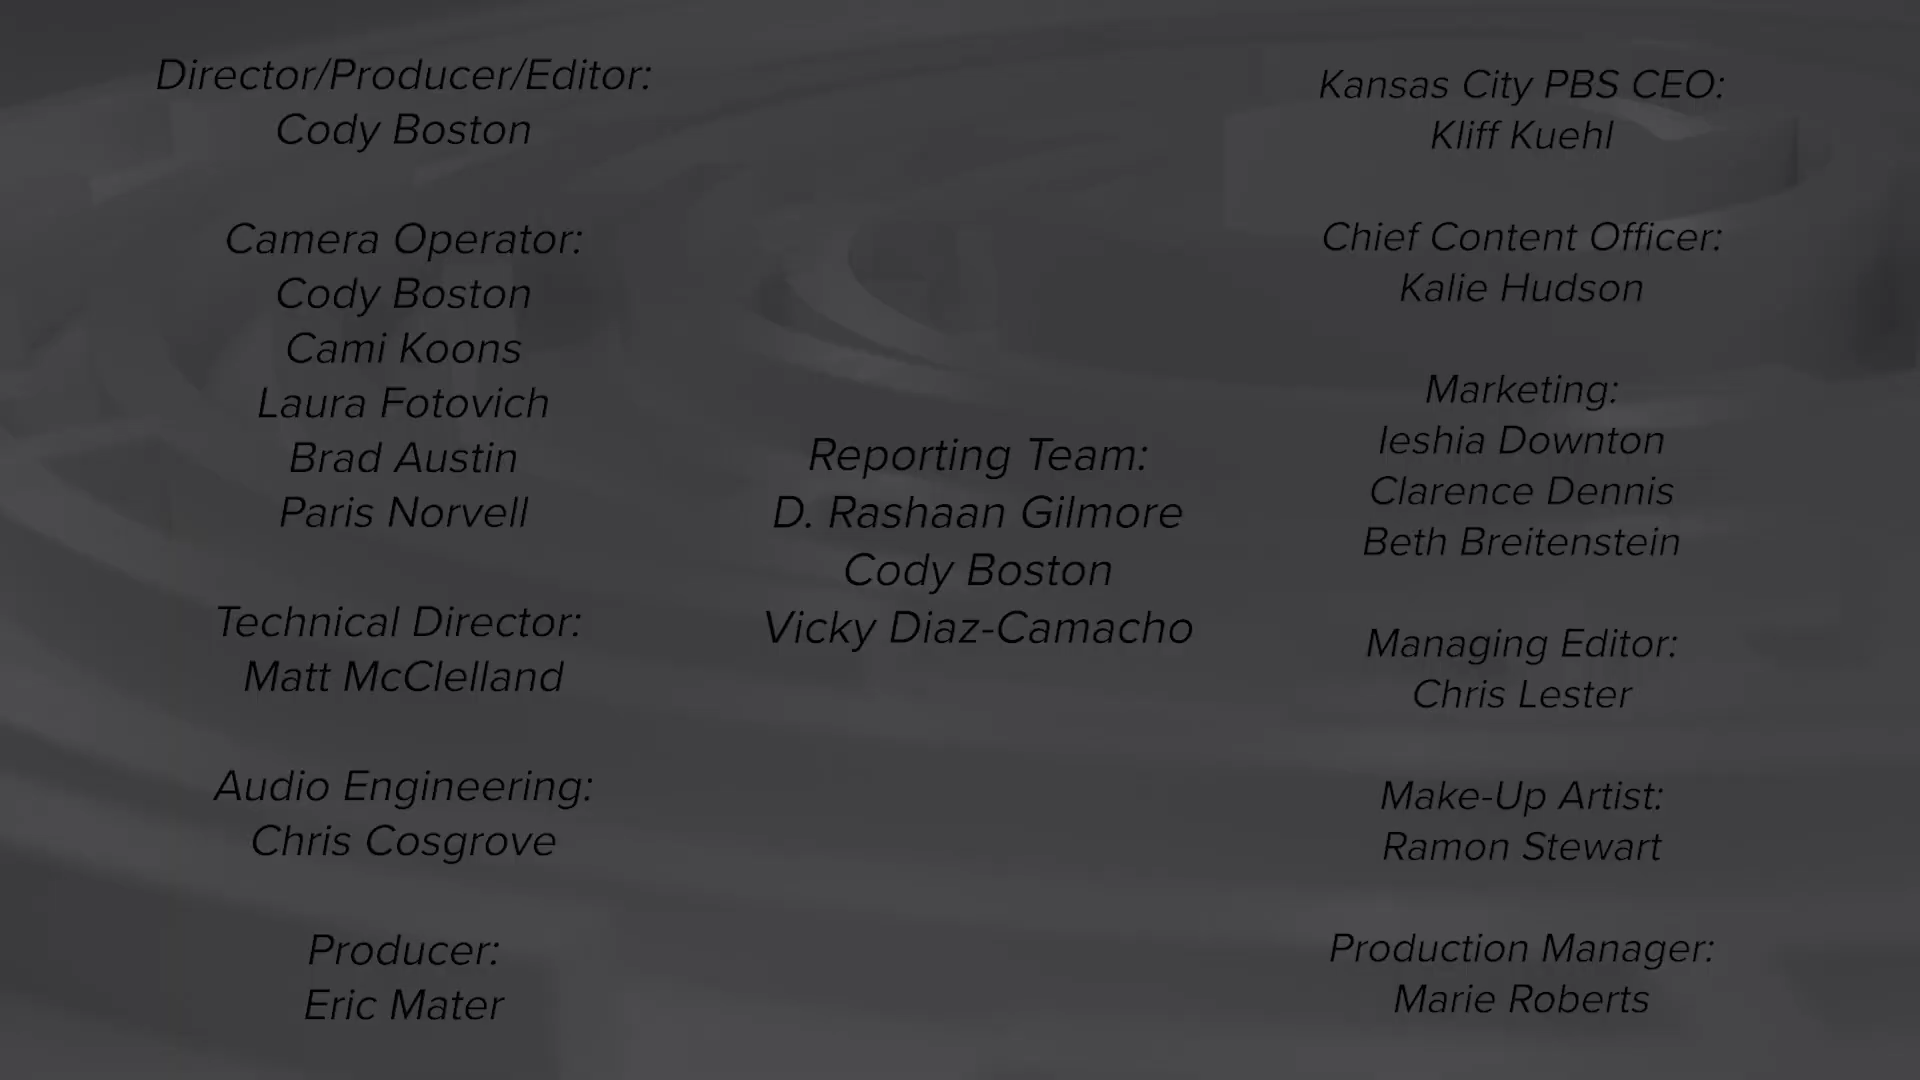 Director/Producer/Editor:
Cody Boston
Camera Operator:
Cody Boston
Cami Koons
Laura Fotovich
Brad Austin
Paris Norvell
Technical Director:
Matt McClelland
Audio Engineering:
Chris Cosgrove
Producer:
Eric Mater
Reporting Team:
D. Rashaan Gilmore
Cody Boston
Vicky Diaz-Camacho
Kansas City PBS CEO:
Kliff Kuehl
Chief Content Officer:
Kalie Hudson
Marketing:
Ieshia Downton
Clarence Dennis
Beth Breitenstein
Managing Editor:
Chris Lester
Make-Up Artist:
Ramon Stewart
Production Manager:
Marie Roberts